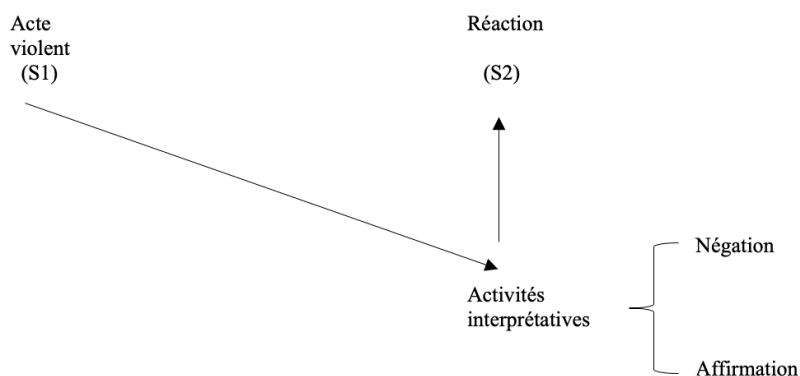 Acte
violent
(S1)
Réaction
(S2)
Activités
interprétatives
Négation
Affirmation